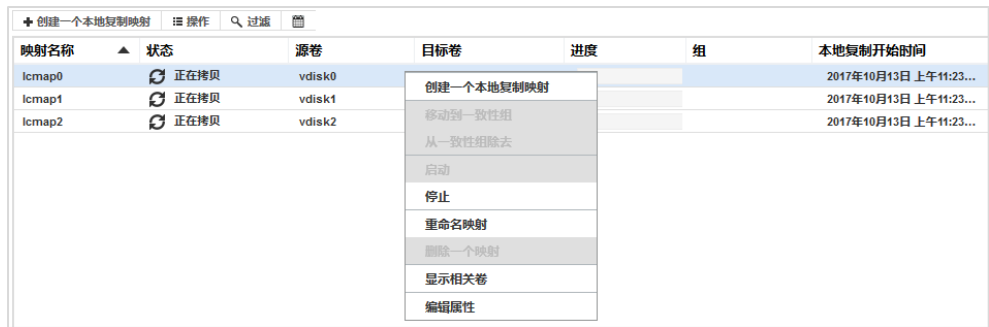 创建一个本地复制映射 操作 过滤
映射名称 状态 源卷 目标卷 进度 组 本地复制开始时间
lcmap0 正在拷贝 vdisk0 2017年10月13日 上午11:23...
lcmap1 正在拷贝 vdisk1 2017年10月13日 上午11:23...
lcmap2 正在拷贝 vdisk2 2017年10月13日 上午11:23...
创建一个本地复制映射
移动到一致性组
从一致性组除去
启动
停止
重命名映射
删除一个映射
显示相关卷
编辑属性